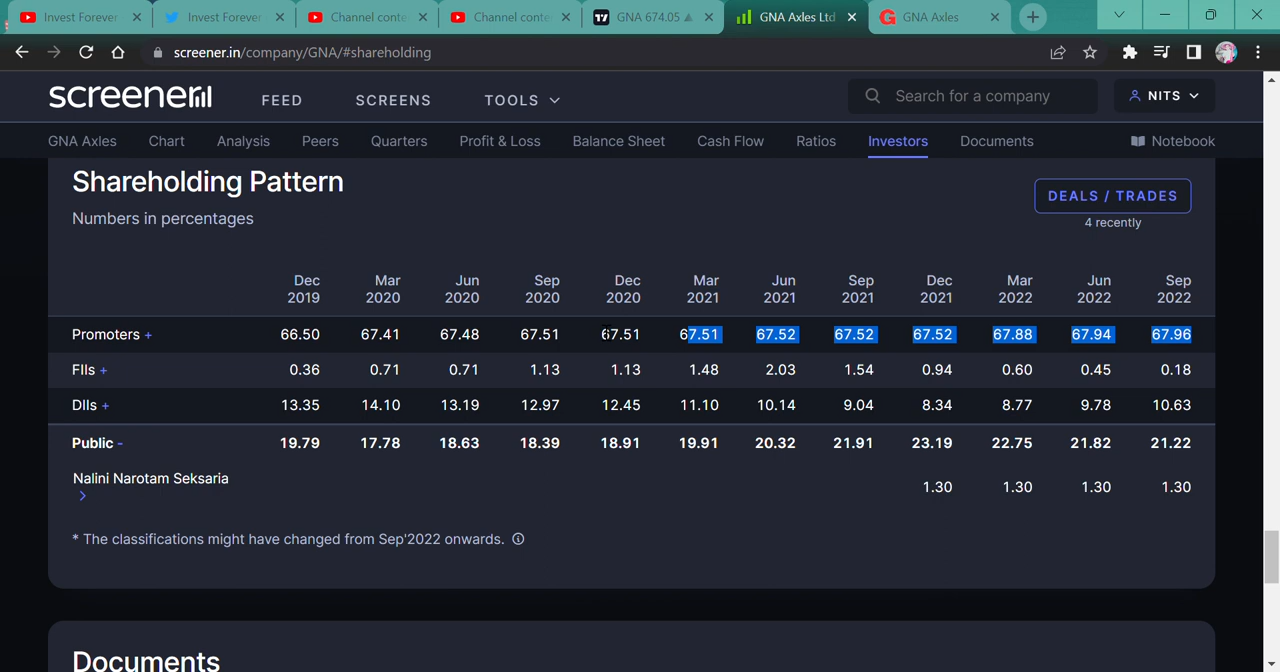 Invest Forever
Invest Forever
Channel conte
Channel conte
GNA 674.05
GNA Axles Ltd
GNA Axles
screener.in/company/GNA/#shareholding
screener
FEED
SCREENS
TOOLS
Search for a company
NITS
GNA Axles
Chart
Analysis
Peers
Quarters
Profit & Loss
Balance Sheet
Cash Flow
Ratios
Investors
Documents
Notebook
Shareholding Pattern
Numbers in percentages
DEALS / TRADES
4 recently
Dec 2019 Mar 2020 Jun 2020 Sep 2020 Dec 2020 Mar 2021 Jun 2021 Sep 2021 Dec 2021 Mar 2022 Jun 2022 Sep 2022
Promoters + 66.50 67.41 67.48 67.51 67.51 67.51 67.52 67.52 67.52 67.88 67.94 67.96
FIIs + 0.36 0.71 0.71 1.13 1.13 1.48 2.03 1.54 0.94 0.60 0.45 0.18
DIIs + 13.35 14.10 13.19 12.97 12.45 11.10 10.14 9.04 8.34 8.77 9.78 10.63
Public - 19.79 17.78 18.63 18.39 18.91 19.91 20.32 21.91 23.19 22.75 21.82 21.22
Nalini Narotam Seksaria 1.30 1.30 1.30 1.30
* The classifications might have changed from Sep'2022 onwards.
Documents